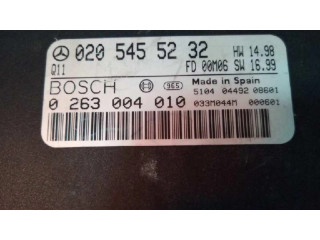 020 545 52 32 HW 14.98
Q11 FD 00M06 SW 16.99
BOSCH 965 Made in Spain
5104 04492 08601
0 263 004 010 033M044M 000601